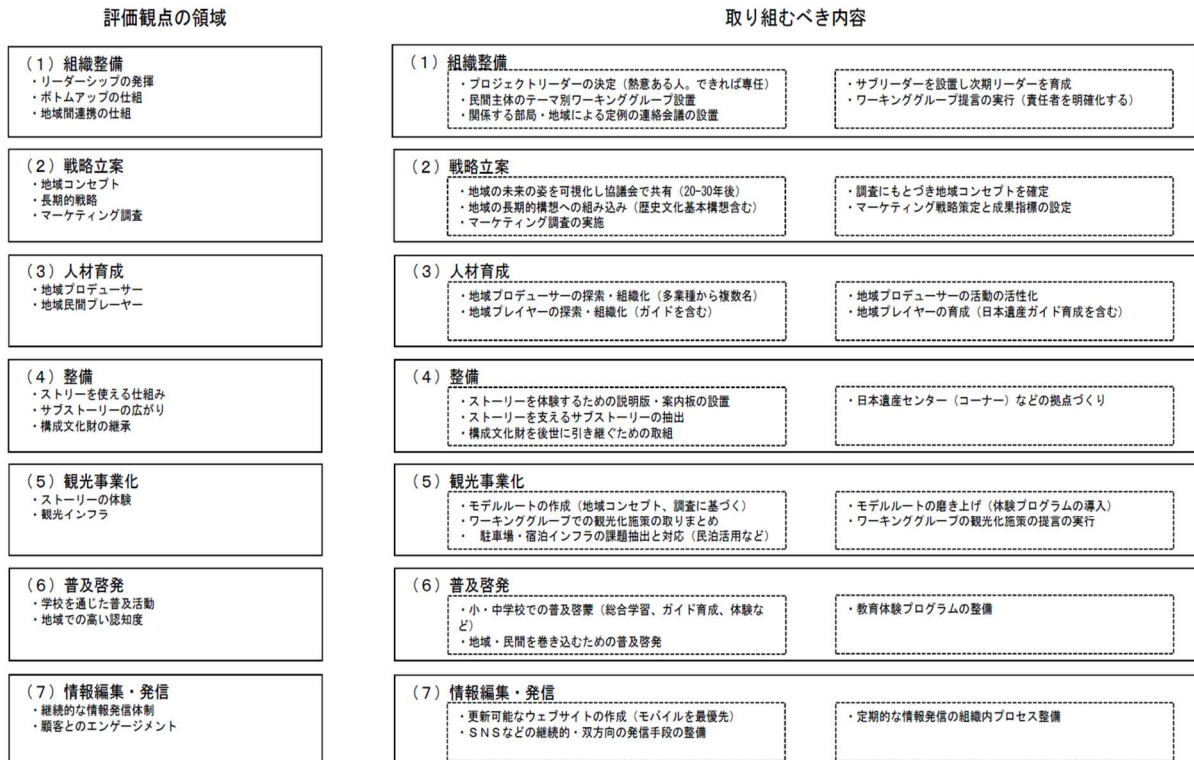 評価観点の領域
取り組むべき内容
（1）組織整備
・リーダーシップの発揮
・ボトムアップの仕組
・地域間連携の仕組
（1）組織整備
・プロジェクトリーダーの決定（熱意ある人。できれば専任）
・民間主体のテーマ別ワーキンググループ設置
・関係する部局・地域による定例の連絡会議の設置
・サブリーダーを設置し次期リーダーを育成
・ワーキンググループ提言の実行（責任者を明確化する）
（2）戦略立案
・地域コンセプト
・長期的戦略
・マーケティング調査
（2）戦略立案
・地域の未来の姿を可視化し協議会で共有（20-30年後）
・地域の長期的構想への組み込み（歴史文化基本構想含む）
・マーケティング調査の実施
・調査にもとづき地域コンセプトを確定
・マーケティング戦略策定と成果指標の設定
（3）人材育成
・地域プロデューサー
・地域民間プレーヤー
（3）人材育成
・地域プロデューサーの探索・組織化（多業種から複数名）
・地域プレイヤーの探索・組織化（ガイドを含む）
・地域プロデューサーの活動の活性化
・地域プレイヤーの育成（日本遺産ガイド育成を含む）
（4）整備
・ストリーを使える仕組み
・サブストーリーの広がり
・構成文化財の継承
（4）整備
・ストーリーを体験するための説明版・案内板の設置
・ストーリーを支えるサブストーリーの抽出
・構成文化財を後世に引き継ぐための取組
・日本遺産センター（コーナー）などの拠点づくり
（5）観光事業化
・ストーリーの体験
・観光インフラ
（5）観光事業化
・モデルルートの作成（地域コンセプト、調査に基づく）
・ワーキンググループでの観光化施策の取りまとめ
・　駐車場・宿泊インフラの課題抽出と対応（民泊活用など）
・モデルルートの磨き上げ（体験プログラムの導入）
・ワーキンググループの観光化施策の提言の実行
（6）普及啓発
・学校を通じた普及活動
・地域での高い認知度
（6）普及啓発
・小・中学校での普及啓蒙（総合学習、ガイド育成、体験な
ど）
・地域・民間を巻き込むための普及啓発
・教育体験プログラムの整備
（7）情報編集・発信
・継続的な情報発信体制
・顧客とのエンゲージメント
（7）情報編集・発信
・更新可能なウェブサイトの作成（モバイルを最優先）
・ＳＮＳなどの継続的・双方向の発信手段の整備
・定期的な情報発信の組織内プロセス整備